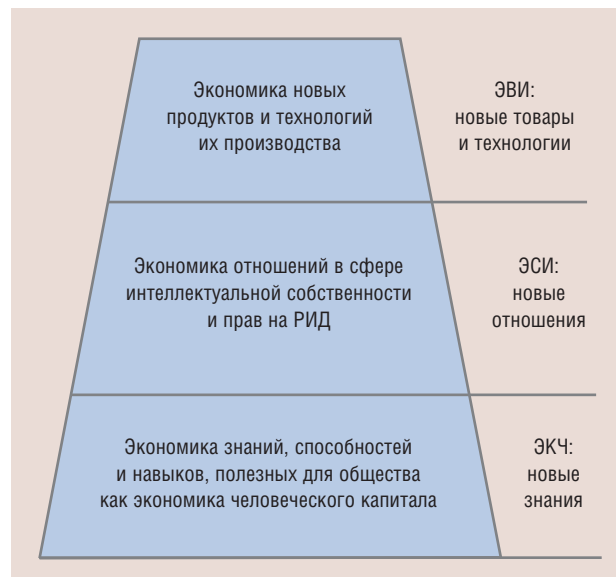 Экономика новых
продуктов и технологий
их производства
ЭВИ:
новые товары
и технологии
Экономика отношений в сфере
интеллектуальной собственности
и прав на РИД
ЭСИ:
новые
отношения
Экономика знаний, способностей
и навыков, полезных для общества
как экономика человеческого капитала
ЭКЧ:
новые
знания